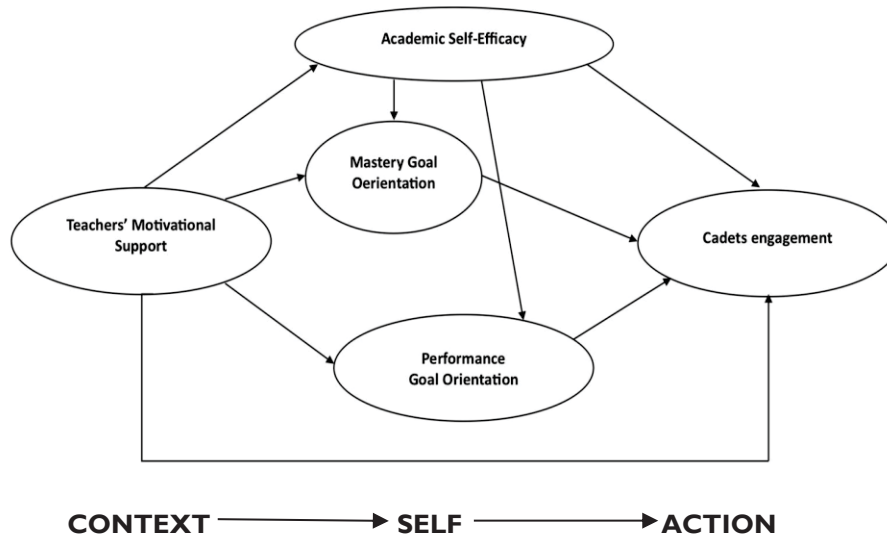 Academic Self-Efficacy
Mastery Goal
Oerientation
Teachers' Motivational
Support
Cadets engagement
Performance
Goal Orientation
CONTEXT SELF ACTION